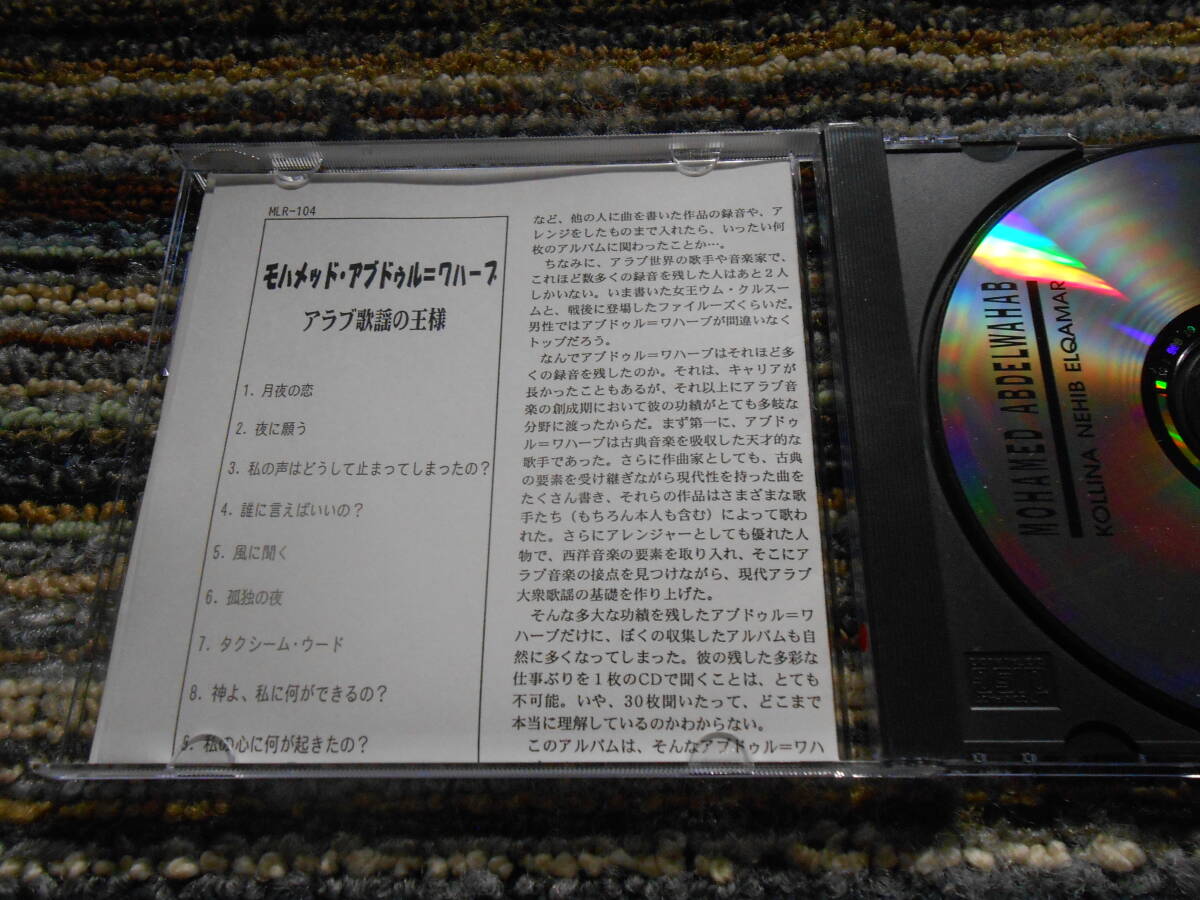 MLR-104
モハメッド・アブドゥル=ワハーブ
アラブ歌謡の王様
1. 月夜の恋
2. 夜に願う
3. 私の声はどうして止まってしまったの？
4. 誰に言えばいいの？
5. 風に聞く
6. 孤独の夜
7. タクシーム・ウード
8. 神よ、私に何ができるの？
9. 私の心に何が起きたの？
など、他の人に曲を書いた作品の録音や、ア
レンジをしたものまで入れたら、いったい何
枚のアルバムに関わったことか…。
ちなみに、アラブ世界の歌手や音楽家で、
これほど数多くの録音を残した人はあと２人
しかいない。いま書いた女王ウム・クルスー
ムと、戦後に登場したファイルーズくらいだ。
男性ではアブドゥル＝ワハーブが間違いなく
トップだろう。
なんでアブドゥル＝ワハーブはそれほど多
くの録音を残したのか。それは、キャリアが
長かったこともあるが、それ以上にアラブ音
楽の創成期において彼の功績がとても多岐な
分野に渡ったからだ。まず第一に、アブドゥ
ル＝ワハーブは古典音楽を吸収した天才的な
歌手であった。さらに作曲家としても、古典
の要素を受け継ぎながら現代性を持った曲を
たくさん書き、それらの作品はさまざまな歌
手たち（もちろん本人も含む）によって歌わ
れた。さらにアレンジャーとしても優れた人
物で、西洋音楽の要素を取り入れ、そこにア
ラブ音楽の接点を見つけながら、現代アラブ
大衆歌謡の基礎を作り上げた。
そんな多大な功績を残したアブドゥル＝ワ
ハーブだけに、ぼくの収集したアルバムも自
然に多くなってしまった。彼の残した多彩な
仕事ぶりを１枚のCDで聞くことは、とても
不可能。いや、30枚聞いたって、どこまで
本当に理解しているのかわからない。
このアルバムは、そんなアブドゥル＝ワハ
MOHAMED ABDELWAHAB
KOLLINA NEHIB ELQAMAR